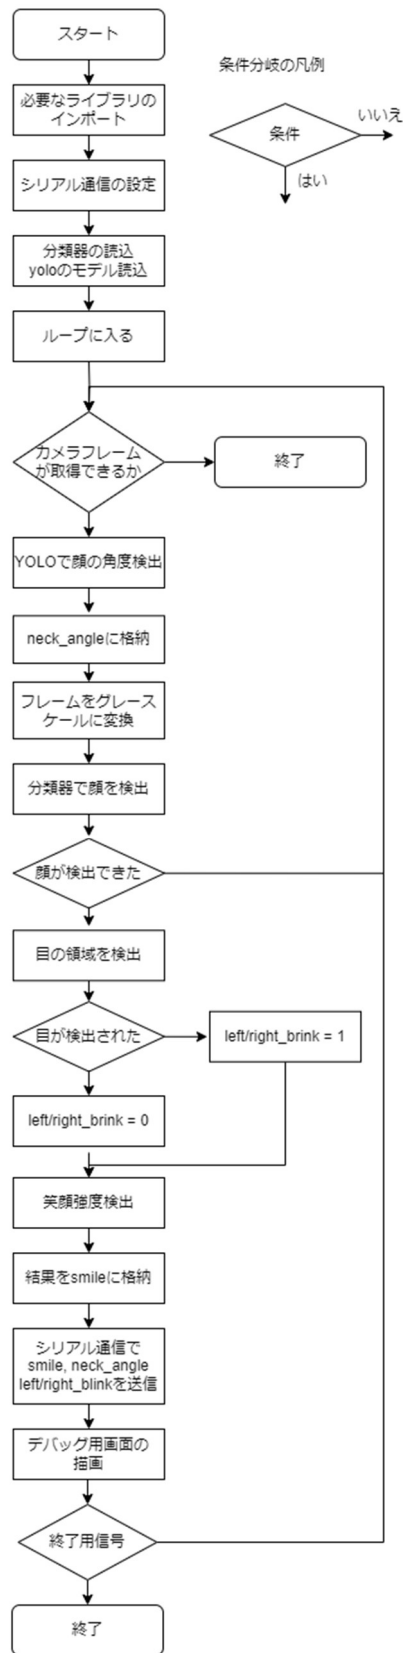 スタート
条件分岐の凡例
必要なライブラリの
インポート
いいえ
条件
はい
シリアル通信の設定
分類器の読込
yoloのモデル読込
ループに入る
カメラフレーム
が取得できるか
終了
YOLOで顔の角度検出
neck_angleに格納
フレームをグレース
ケールに変換
分類器で顔を検出
顔が検出できた
目の領域を検出
目が検出された
left/right_brink = 1
left/right_brink = 0
笑顔強度検出
結果をsmileに格納
シリアル通信で
smile, neck_angle
left/right_blinkを送信
デバッグ用画面の
描画
終了用信号
終了